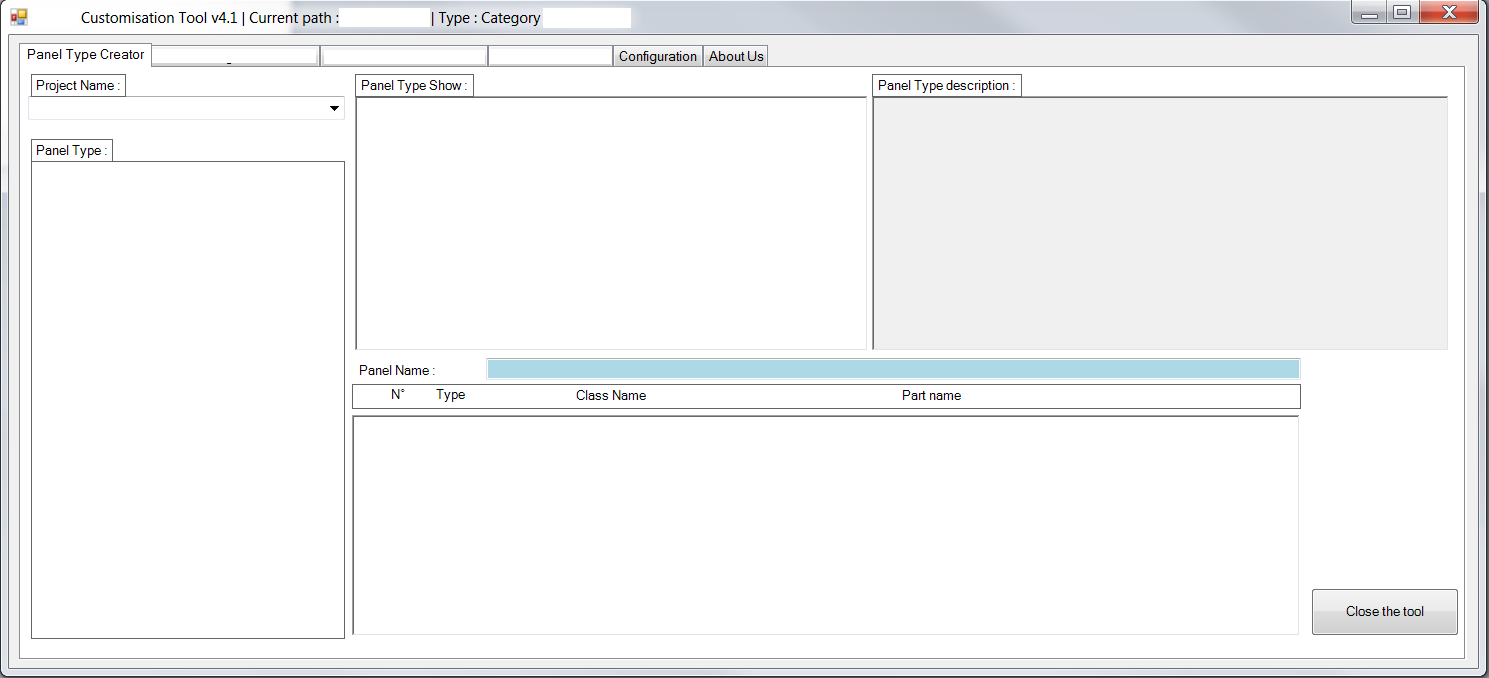 Customisation Tool v4.1 | Current path : | Type : Category
Panel Type Creator
Configuration
About Us
Project Name :
Panel Type Show :
Panel Type description :
Panel Type :
Panel Name :
N° Type Class Name Part name
Close the tool